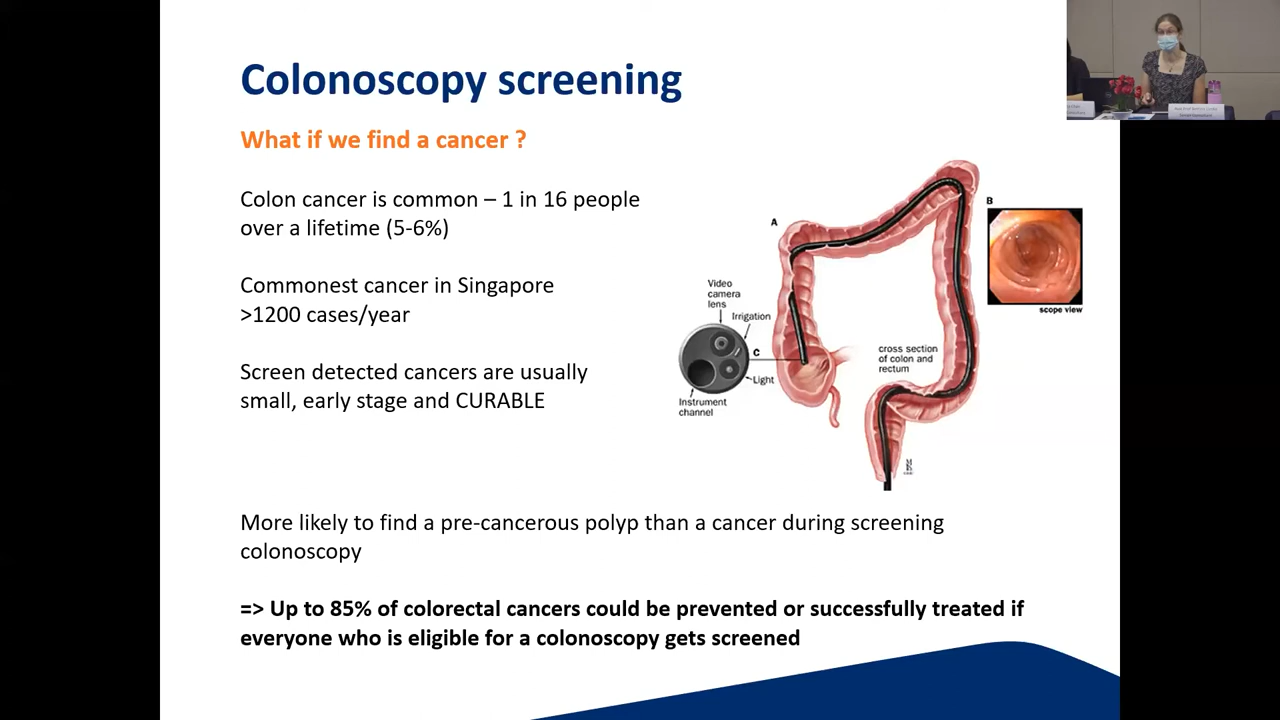 Colonoscopy screening
What if we find a cancer ?
Colon cancer is common – 1 in 16 people
over a lifetime (5-6%)
Commonest cancer in Singapore
>1200 cases/year
Screen detected cancers are usually
small, early stage and CURABLE
A
B
scope view
Video
camera
lens
Irrigation
C
Light
Instrument
channel
cross section
of colon and
rectum
More likely to find a pre-cancerous polyp than a cancer during screening
colonoscopy
=> Up to 85% of colorectal cancers could be prevented or successfully treated if
everyone who is eligible for a colonoscopy gets screened